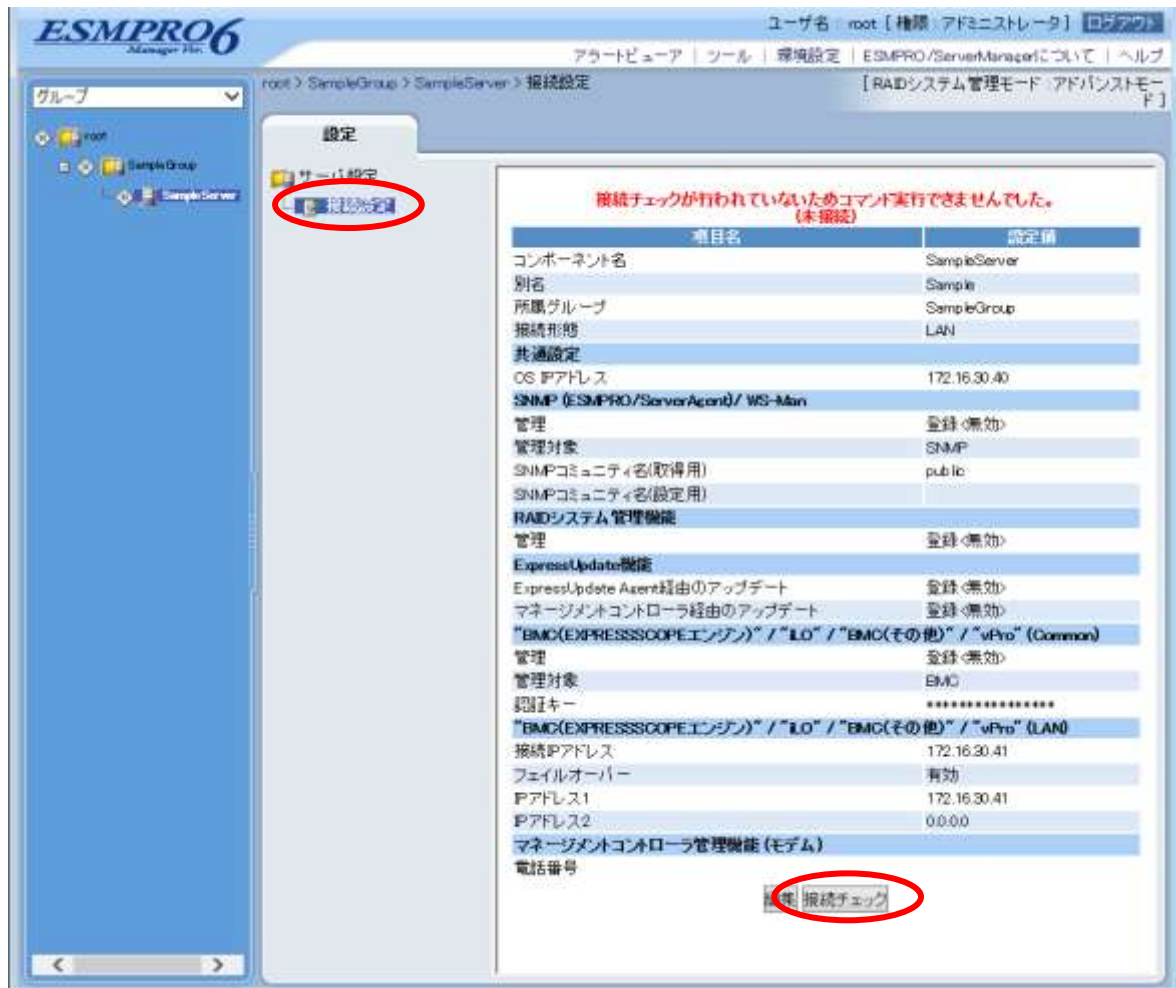 ESMPRO6
Manager Ver.
ユーザ名 : root [ 権限 : アドミニストレータ ] ログアウト
アラートビューア | ツール | 環境設定 | ESMPRO/ServerManagerについて | ヘルプ
グループ
root
SampleGroup
SampleServer
root > SampleGroup > SampleServer > 接続設定
[ RAIDシステム管理モード : アドバンストモード ]
設定
サーバ設定
接続設定
接続チェックが行われていないためコマンド実行できませんでした。
(未接続)
項目名 設定値
コンポーネント名 SampleServer
別名 Sample
所属グループ SampleGroup
接続形態 LAN
共通設定
OS IPアドレス 172.16.30.40
SNMP (ESMPRO/ServerAgent)/ WS-Man
管理 登録<無効>
管理対象 SNMP
SNMPコミュニティ名(取得用) public
SNMPコミュニティ名(設定用)
RAIDシステム管理機能
管理 登録<無効>
ExpressUpdate機能
ExpressUpdate Agent経由のアップデート 登録<無効>
マネージメントコントローラ経由のアップデート 登録<無効>
"BMC(EXPRESSSCOPEエンジン)" / "iLO" / "BMC(その他)" / "vPro" (Common)
管理 登録<無効>
管理対象 BMC
認証キー ****************
"BMC(EXPRESSSCOPEエンジン)" / "iLO" / "BMC(その他)" / "vPro" (LAN)
接続IPアドレス 172.16.30.41
フェイルオーバー 有効
IPアドレス1 172.16.30.41
IPアドレス2 0.0.0.0
マネージメントコントローラ管理機能 (モデム)
電話番号
編集 接続チェック